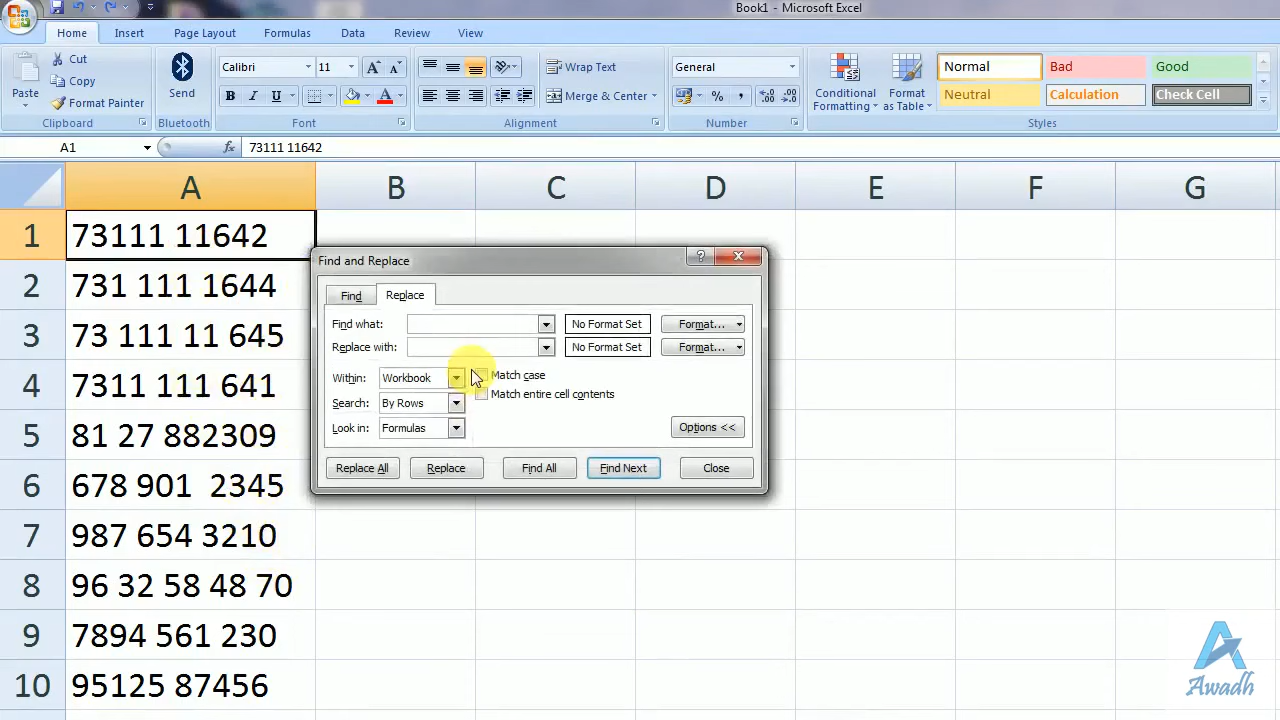 Book1 - Microsoft Excel
Home Insert Page Layout Formulas Data Review View
Paste
Cut
Copy
Format Painter
Clipboard
Send
Bluetooth
Calibri 11 A A
B I U A
Font
Wrap Text
Merge & Center
Alignment
General
% ,
Number
Conditional Formatting
Format as Table
Normal Bad Good
Neutral Calculation Check Cell
Styles
A1 fx 73111 11642
A B C D E F G
1 73111 11642
2 731 111 1644
3 73 111 11 645
4 7311 111 641
5 81 27 882309
6 678 901  2345
7 987 654 3210
8 96 32 58 48 70
9 7894 561 230
10 95125 87456
Find and Replace ?
Find Replace
Find what: No Format Set Format...
Replace with: No Format Set Format...
Within: Workbook Match case
Search: By Rows Match entire cell contents
Look in: Formulas Options <<
Replace All Replace Find All Find Next Close
Awadh